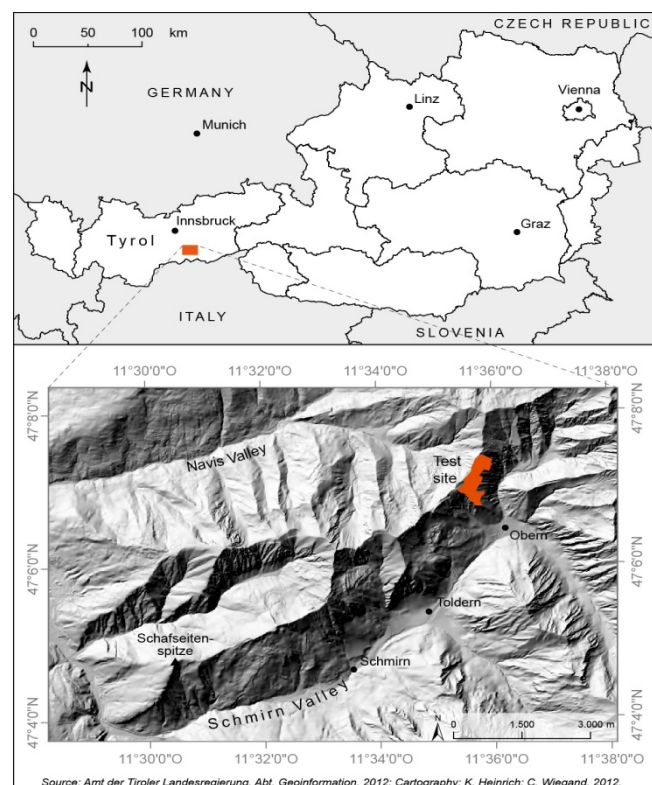 CZECH REPUBLIC
0 50 100 km
N
GERMANY
Linz
Vienna
Munich
Innsbruck
Tyrol
Graz
ITALY
SLOVENIA
11°30'0"O 11°32'0"O 11°34'0"O 11°36'0"O 11°38'0"O
47°8'0"N
47°8'0"N
Navis Valley
Test
site
Obern
47°6'0"N
47°6'0"N
Toldern
Schafseiten-
spitze
Schmirn
Schmirn Valley
N
0 1.500 3.000 m
47°4'0"N
47°4'0"N
11°30'0"O 11°32'0"O 11°34'0"O 11°36'0"O 11°38'0"O
Source: Amt der Tiroler Landesregierung, Abt. Geoinformation, 2012; Cartography: K. Heinrich; C. Wiegand, 2012.